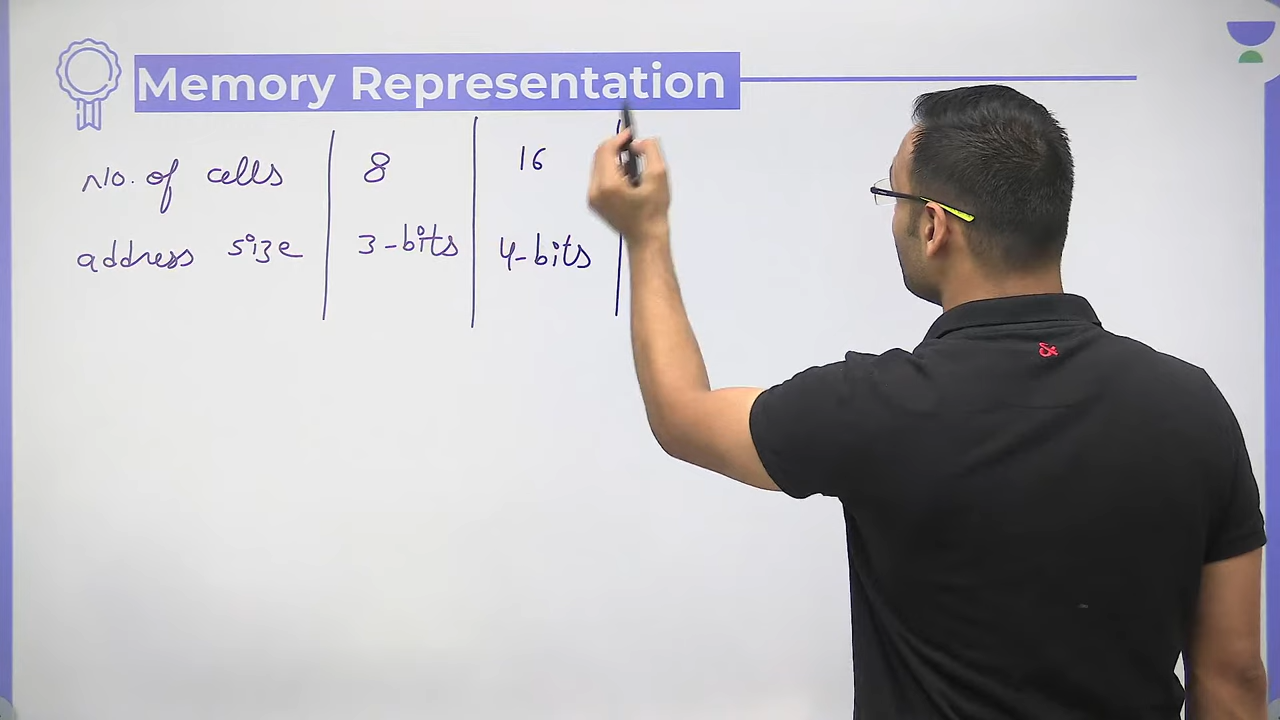 Memory Representation
No. of cells 8 16
address size 3-bits 4-bits